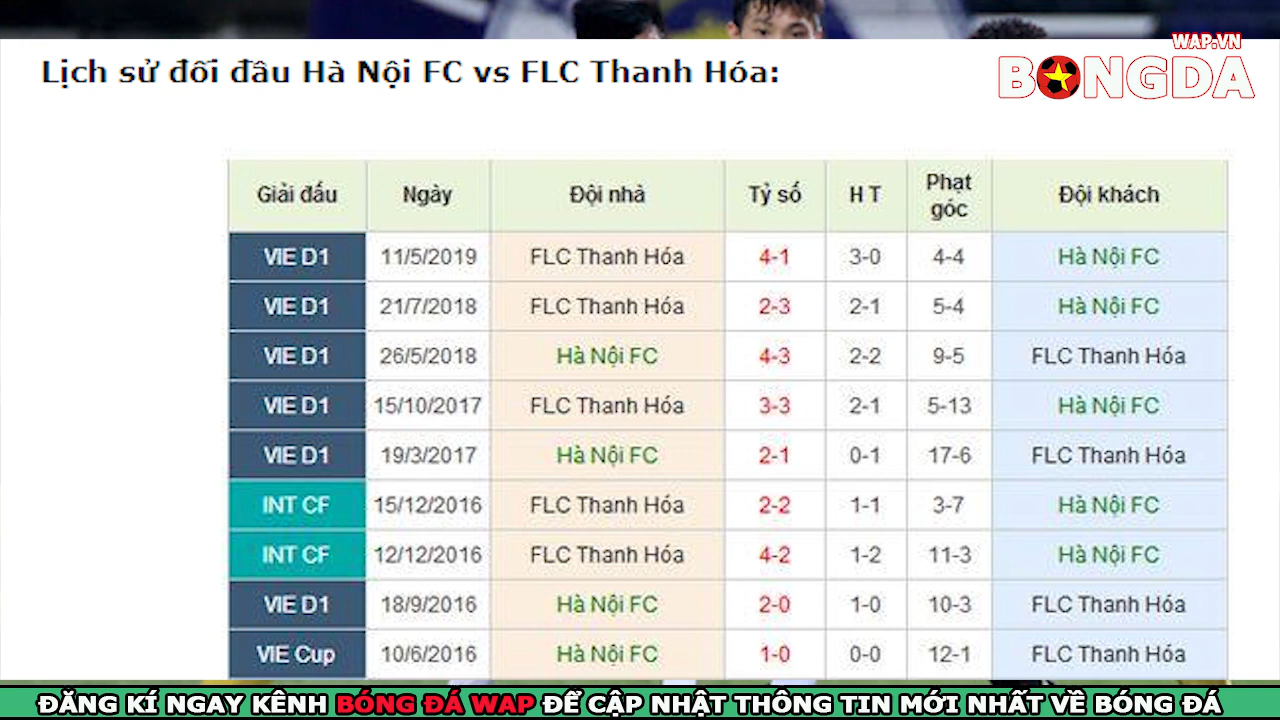 WAP.VN
BONGDA
Lịch sử đối đầu Hà Nội FC vs FLC Thanh Hóa:
Giải đấu Ngày Đội nhà Tỷ số H T Phạt góc Đội khách
VIE D1 11/5/2019 FLC Thanh Hóa 4-1 3-0 4-4 Hà Nội FC
VIE D1 21/7/2018 FLC Thanh Hóa 2-3 2-1 5-4 Hà Nội FC
VIE D1 26/5/2018 Hà Nội FC 4-3 2-2 9-5 FLC Thanh Hóa
VIE D1 15/10/2017 FLC Thanh Hóa 3-3 2-1 5-13 Hà Nội FC
VIE D1 19/3/2017 Hà Nội FC 2-1 0-1 17-6 FLC Thanh Hóa
INT CF 15/12/2016 FLC Thanh Hóa 2-2 1-1 3-7 Hà Nội FC
INT CF 12/12/2016 FLC Thanh Hóa 4-2 1-2 11-3 Hà Nội FC
VIE D1 18/9/2016 Hà Nội FC 2-0 1-0 10-3 FLC Thanh Hóa
VIE Cup 10/6/2016 Hà Nội FC 1-0 0-0 12-1 FLC Thanh Hóa
ĐĂNG KÍ NGAY KÊNH BÓNG ĐÁ WAP ĐỂ CẬP NHẬT THÔNG TIN MỚI NHẤT VỀ BÓNG ĐÁ